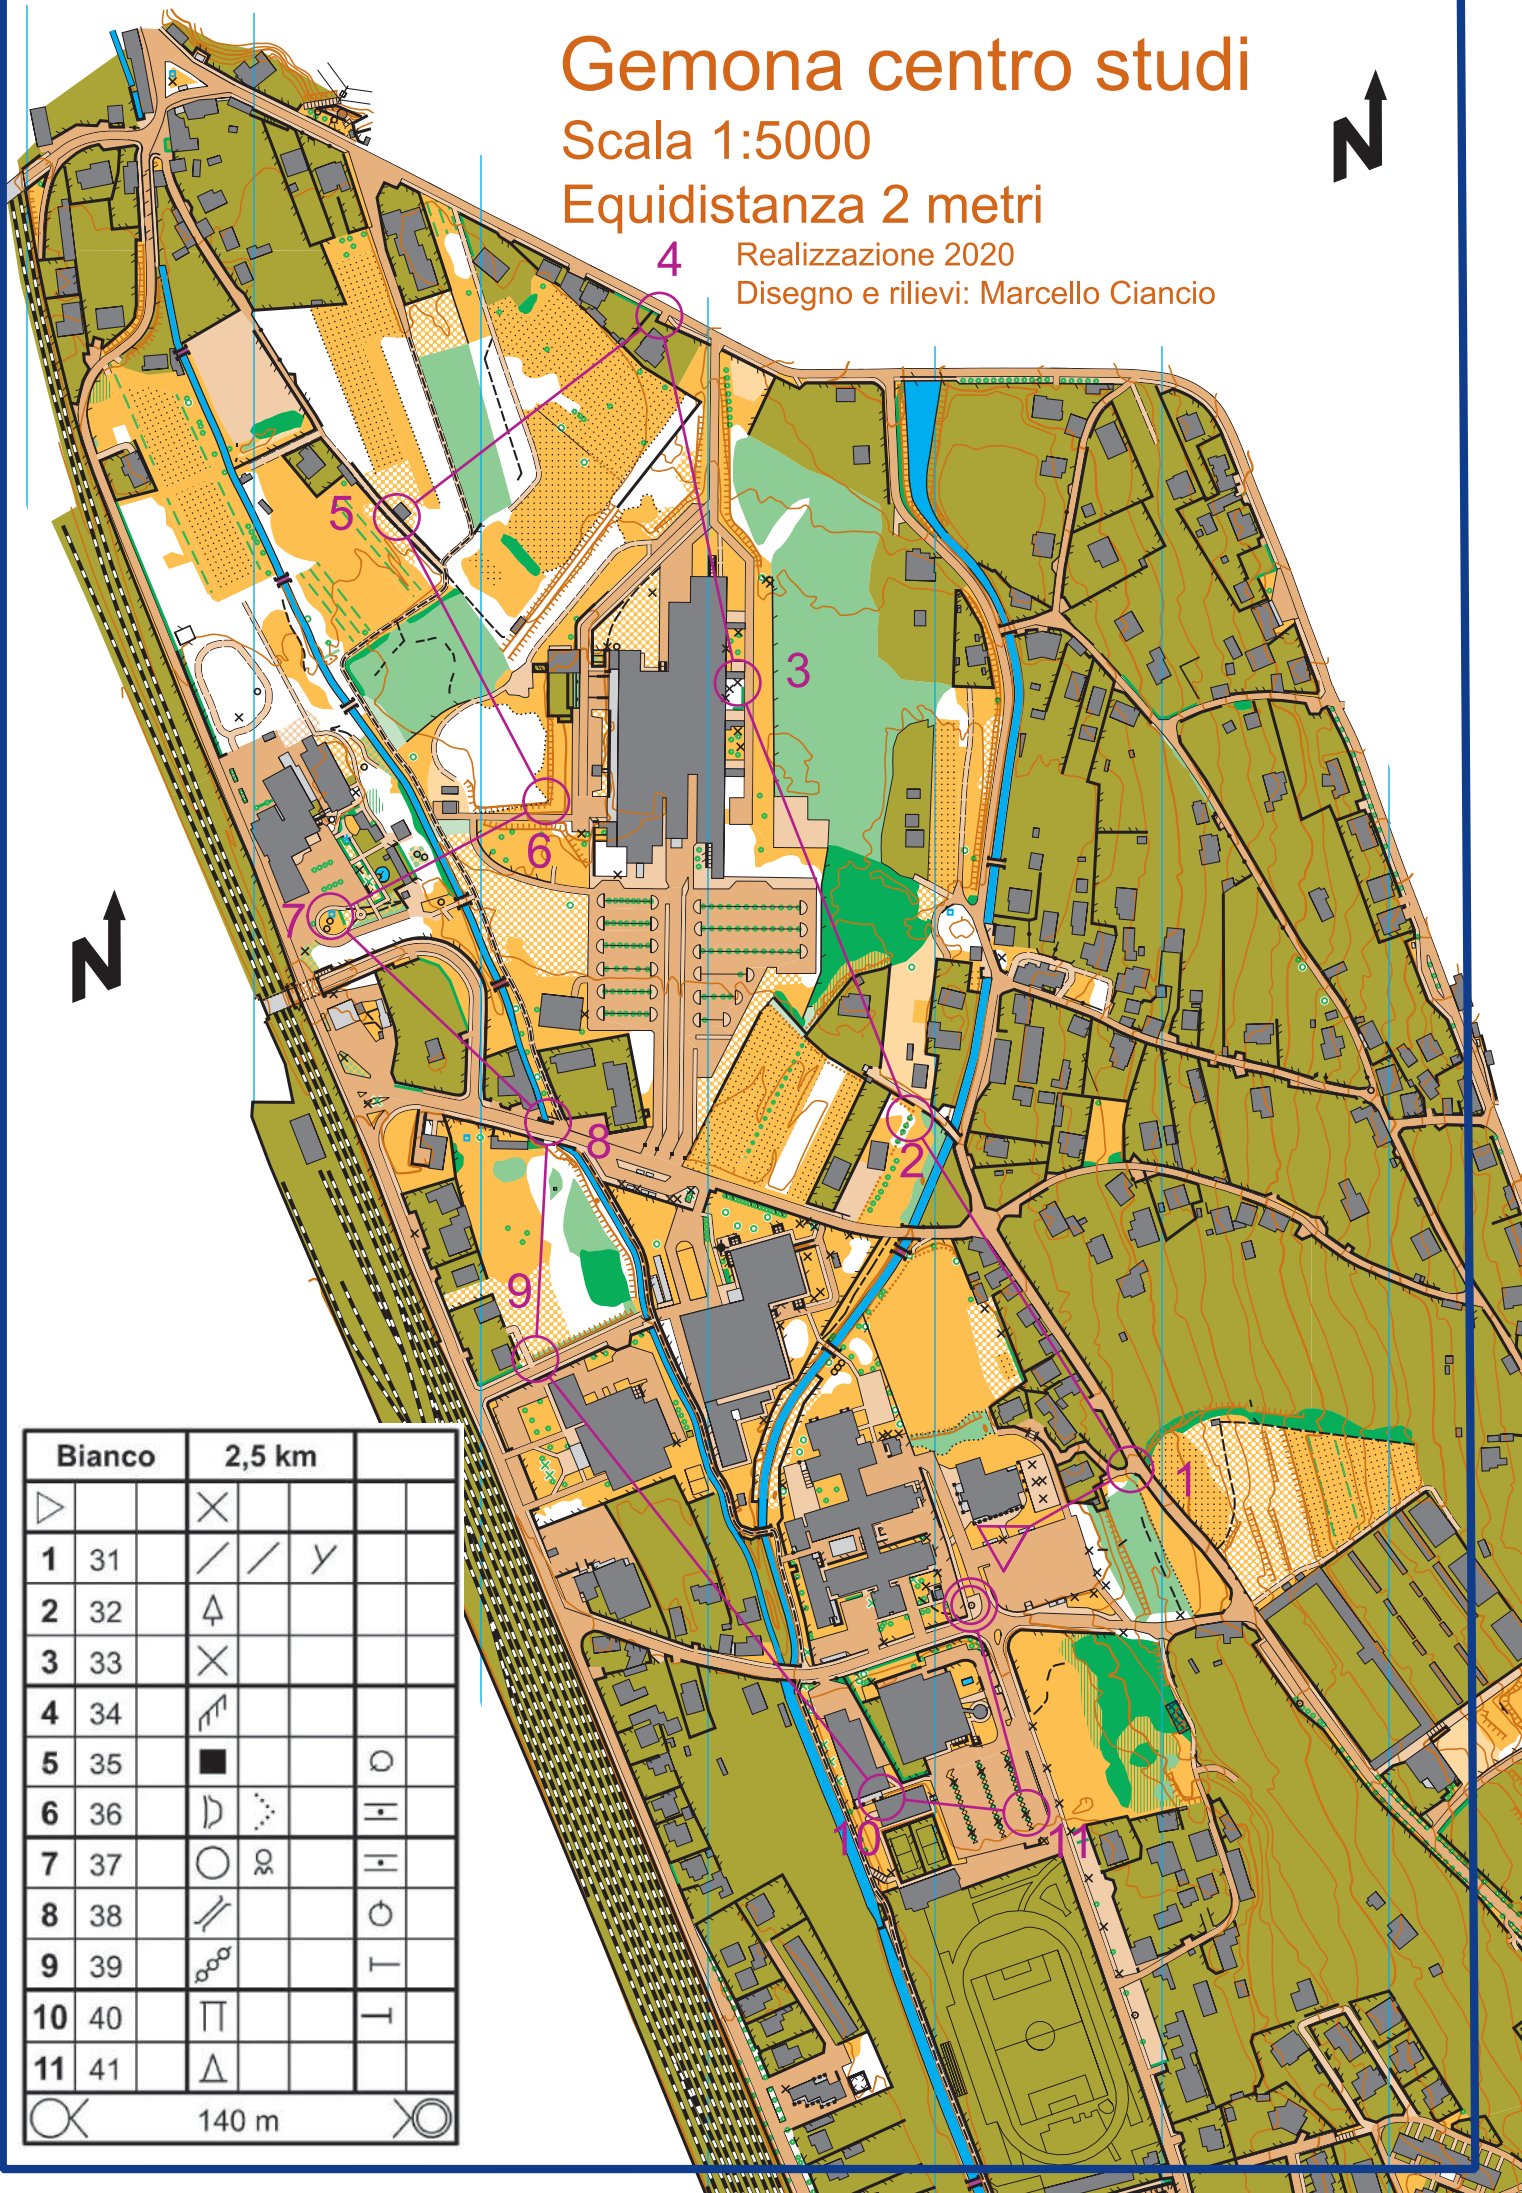 Gemona centro studi
Scala 1:5000
Equidistanza 2 metri
Realizzazione 2020
Disegno e rilievi: Marcello Ciancio
N
N
4
5
3
6
7
8
2
9
1
10
11
Bianco 2,5 km
1 31
2 32
3 33
4 34
5 35
6 36
7 37
8 38
9 39
10 40
11 41
140 m